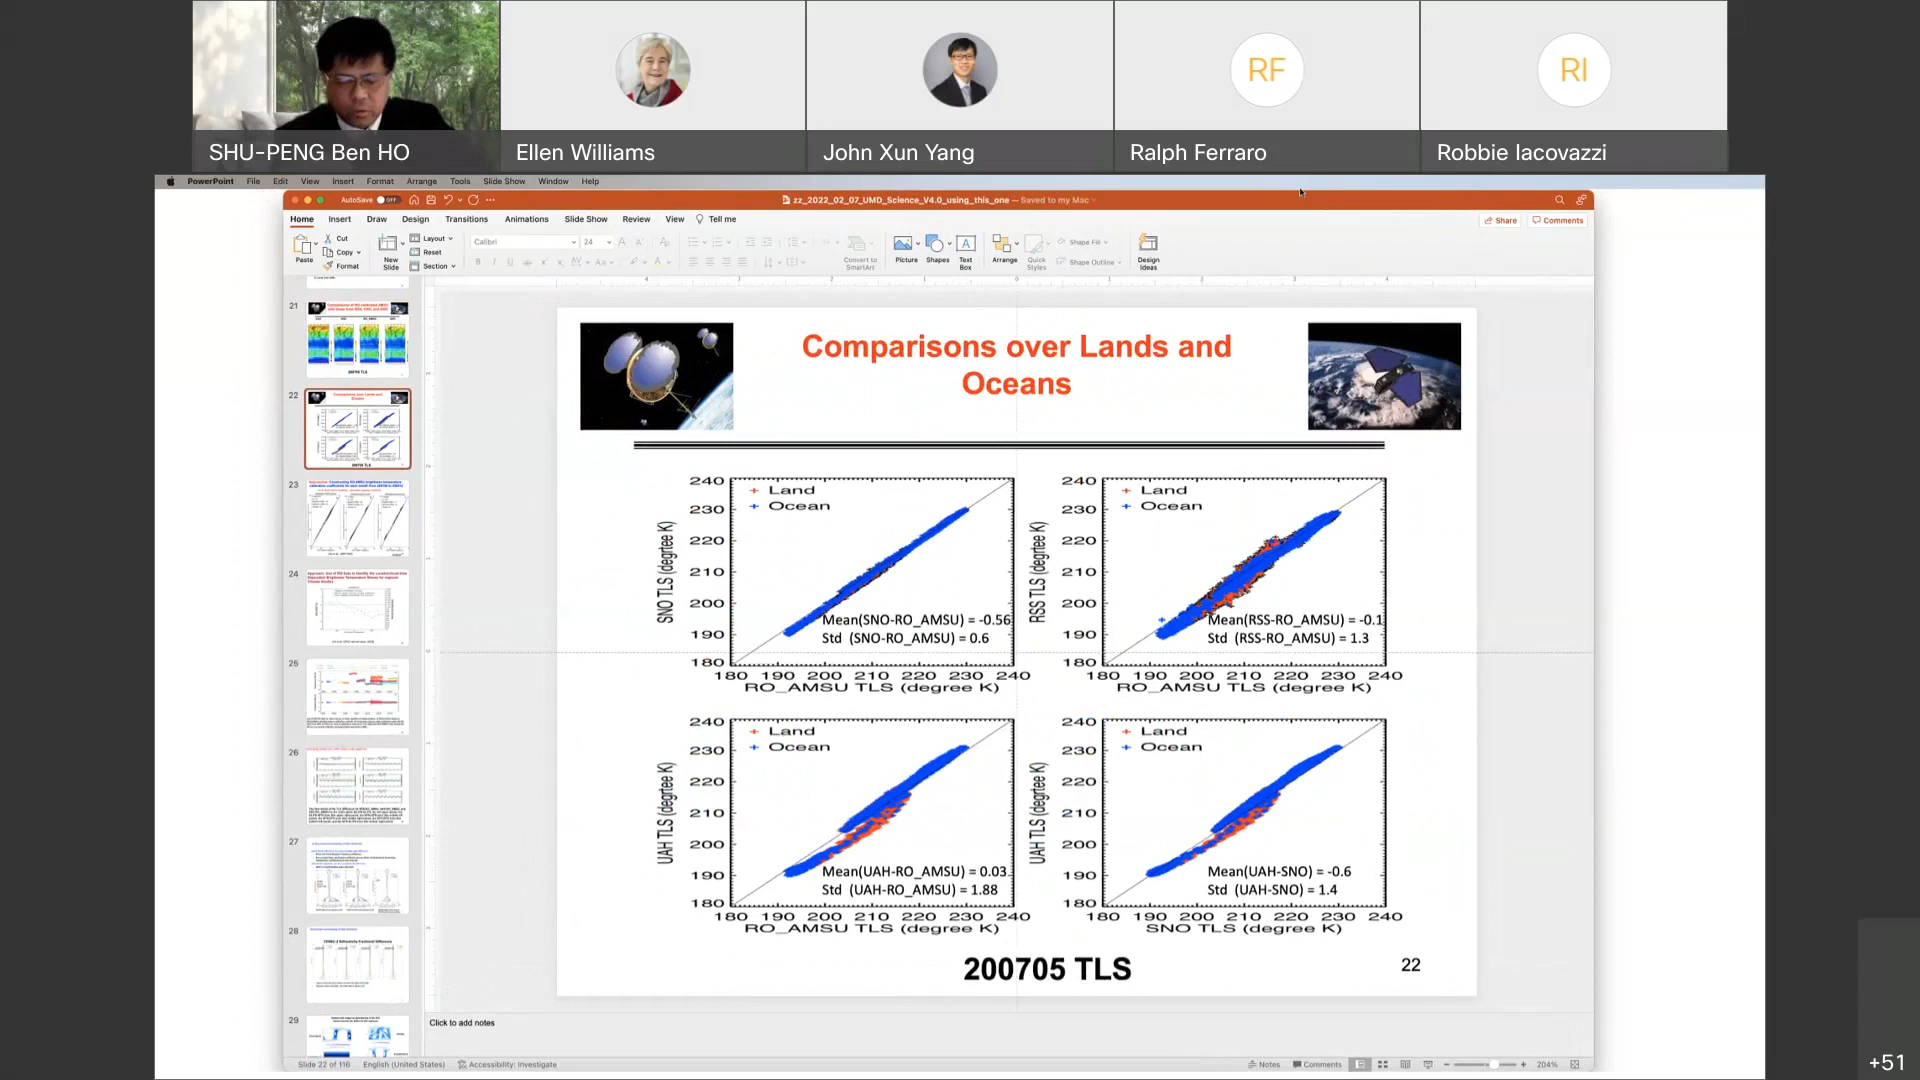 SHU-PENG Ben HO
Ellen Williams
John Xun Yang
RF
Ralph Ferraro
RI
Robbie Iacovazzi
PowerPoint File Edit View Insert Format Arrange Tools Slide Show Window Help
AutoSave OFF
zz_2022_02_07_UMD_Science_V4.0_using_this_one — Saved to my Mac
Home Insert Draw Design Transitions Animations Slide Show Review View Tell me
Share Comments
Paste
Cut
Copy
Format
New Slide
Layout
Reset
Section
Calibri 24
Convert to SmartArt
Picture
Shapes
Text Box
Arrange
Quick Styles
Shape Fill
Shape Outline
Design Ideas
21
22
23
24
25
26
27
28
29
Comparisons over Lands and
Oceans
240
230
220
210
200
190
180
SNO TLS (degree K)
+ Land
+ Ocean
Mean(SNO-RO_AMSU) = -0.56
Std (SNO-RO_AMSU) = 0.6
180 190 200 210 220 230 240
RO_AMSU TLS (degree K)
240
230
220
210
200
190
180
RSS TLS (degree K)
+ Land
+ Ocean
Mean(RSS-RO_AMSU) = -0.1
Std (RSS-RO_AMSU) = 1.3
180 190 200 210 220 230 240
RO_AMSU TLS (degree K)
240
230
220
210
200
190
180
UAH TLS (degree K)
+ Land
+ Ocean
Mean(UAH-RO_AMSU) = 0.03
Std (UAH-RO_AMSU) = 1.88
180 190 200 210 220 230 240
RO_AMSU TLS (degree K)
240
230
220
210
200
190
180
UAH TLS (degree K)
+ Land
+ Ocean
Mean(UAH-SNO) = -0.6
Std (UAH-SNO) = 1.4
180 190 200 210 220 230 240
SNO TLS (degree K)
200705 TLS
22
Click to add notes
Slide 22 of 116 English (United States) Accessibility: Investigate
Notes Comments 204%
+51